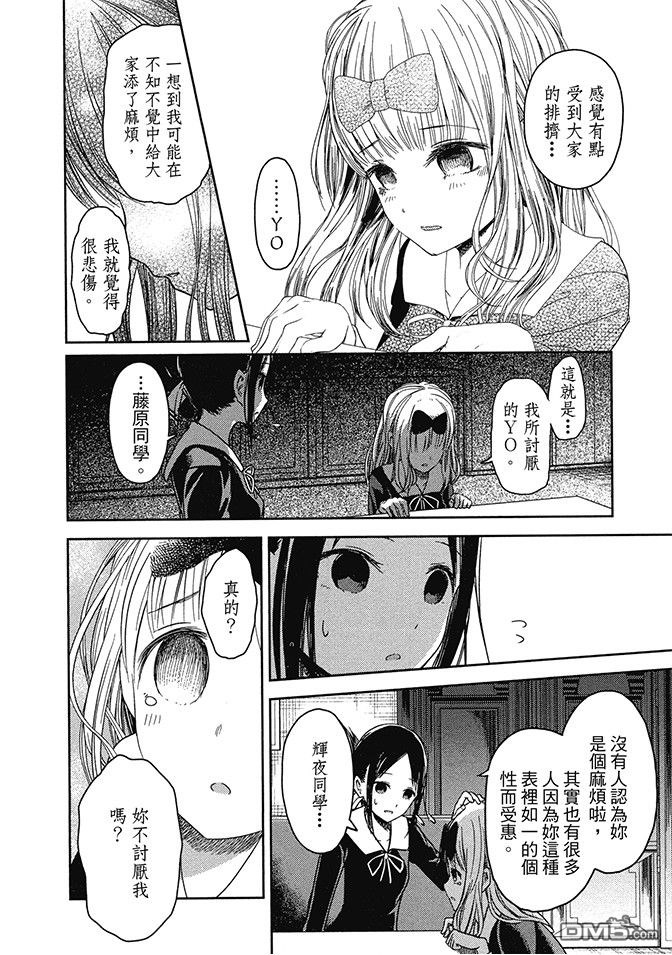 感覺有點
受到大家
的排擠…
……YO
一想到我可能在
不知不覺中給大
家添了麻煩，
我就覺得
很悲傷。
這就是…
我所討厭
的YO。
…藤原同學。
沒有人認為妳
是個麻煩啦，
其實也有很多
人因為妳這種
表裡如一的個
性而受惠。
輝夜同學…
真的？
妳不討厭我
嗎？
DM5.com